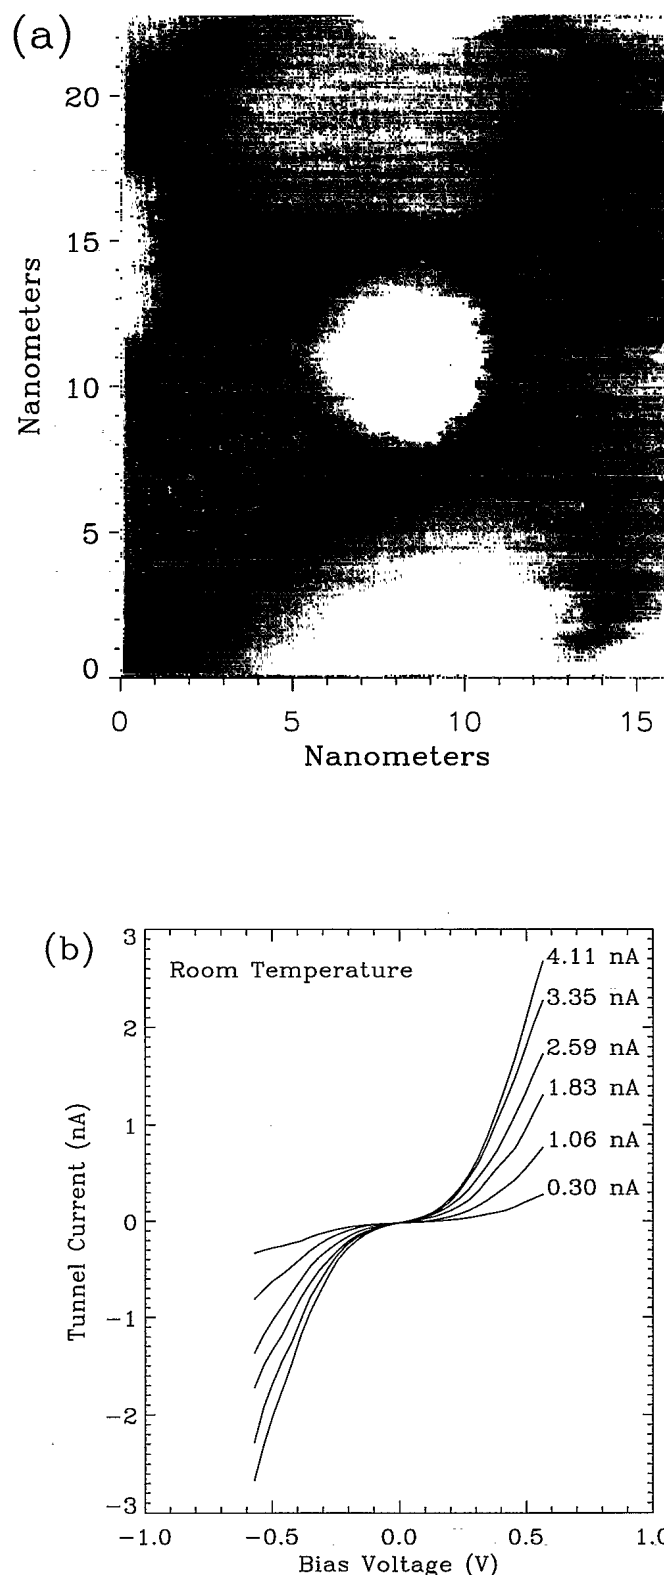 (a)
20
15
10
5
0
Nanometers
0 5 10 15
Nanometers
(b)
3
2
1
0
−1
−2
−3
Tunnel Current (nA)
Room Temperature
4.11 nA
3.35 nA
2.59 nA
1.83 nA
1.06 nA
0.30 nA
−1.0 −0.5 0.0 0.5 1.0
Bias Voltage (V)